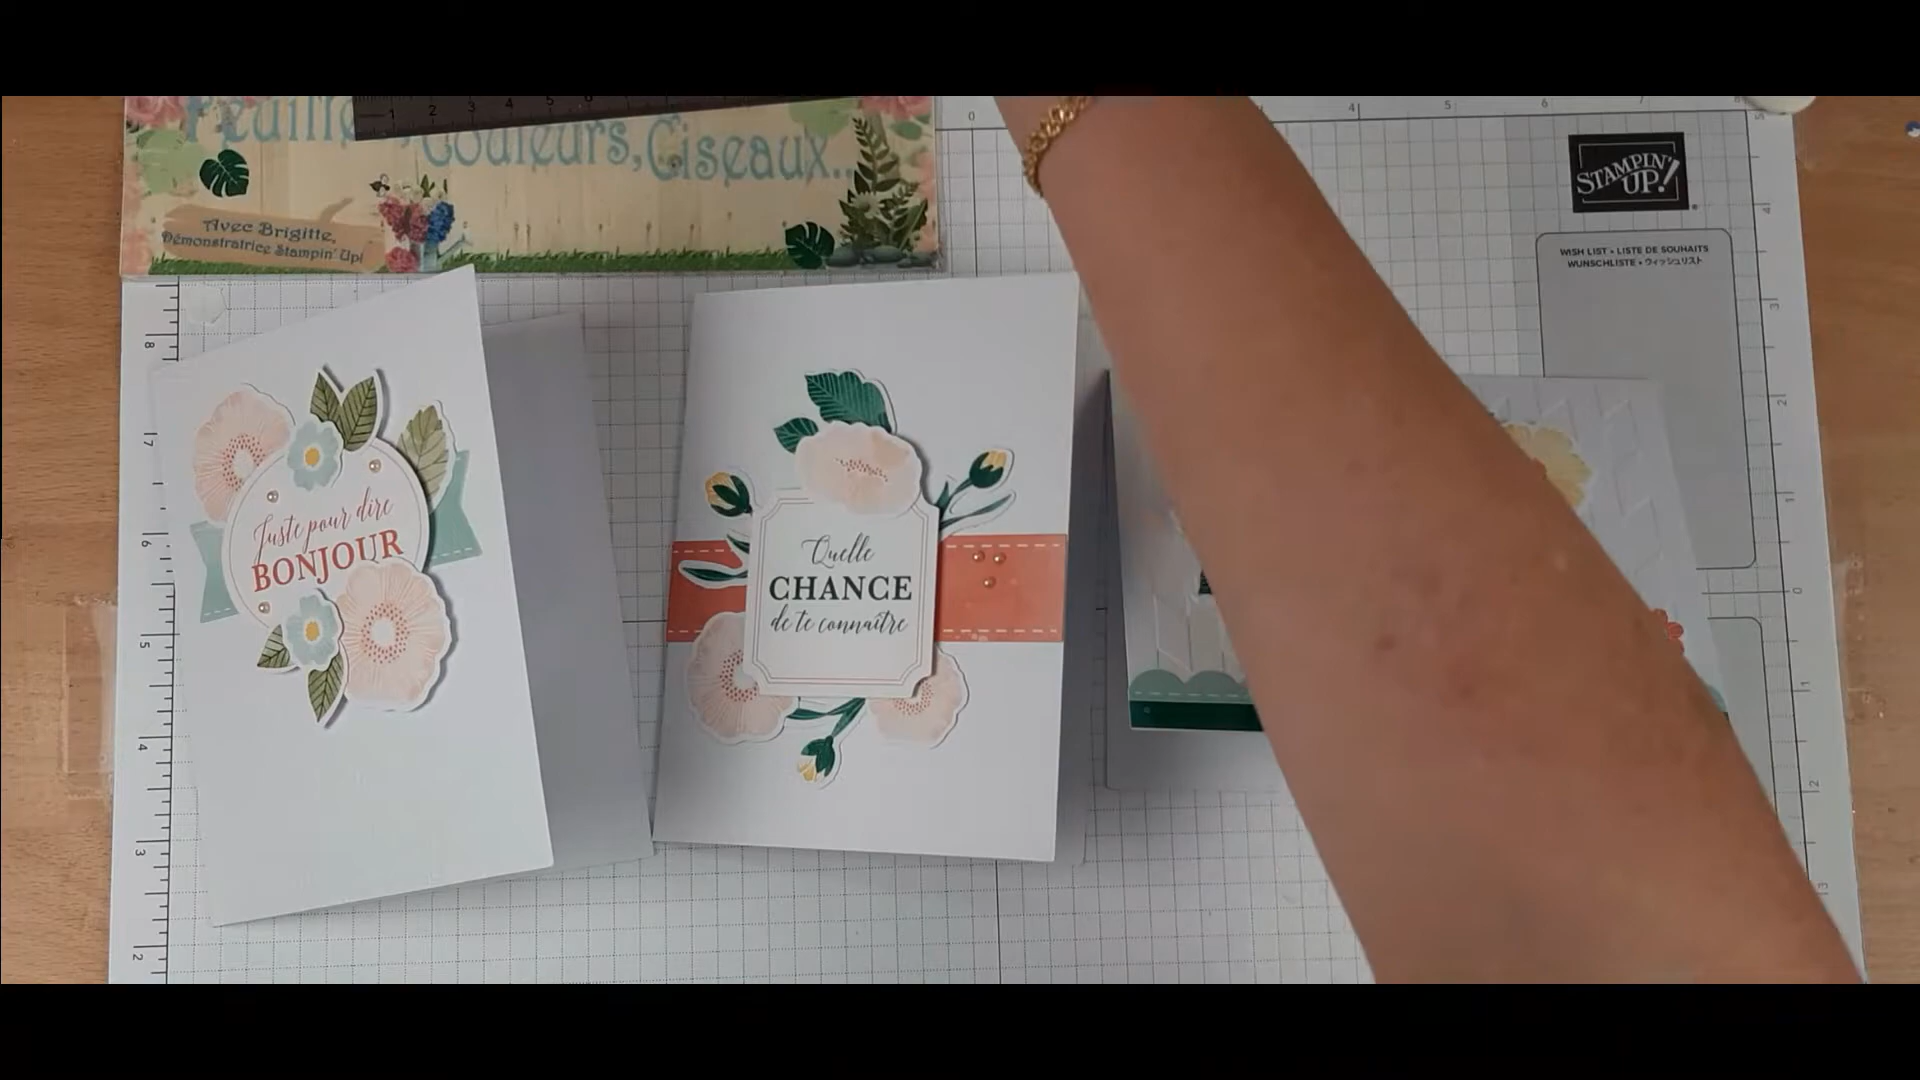 Couleurs, Ciseaux...
Avec Brigitte,
Démonstratrice Stampin' Up!
STAMPIN'
UP!
WISH LIST • LISTE DE SOUHAITS
WUNSCHLISTE • ウィッシュリスト
Juste pour dire
BONJOUR
Quelle
CHANCE
de te connaître